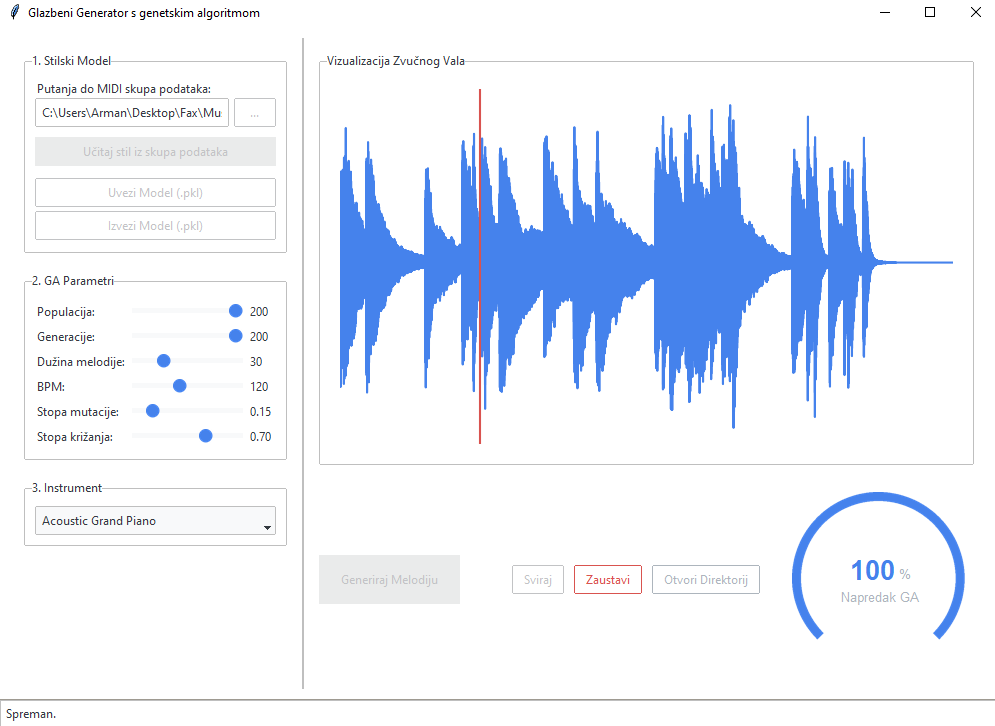 Glazbeni Generator s genetskim algoritmom
1. Stilski Model
Putanja do MIDI skupa podataka:
C:\Users\Arman\Desktop\Fax\Mu
...
Učitaj stil iz skupa podataka
Uvezi Model (.pkl)
Izvezi Model (.pkl)
2. GA Parametri
Populacija: 200
Generacije: 200
Dužina melodije: 30
BPM: 120
Stopa mutacije: 0.15
Stopa križanja: 0.70
3. Instrument
Acoustic Grand Piano
Vizualizacija Zvučnog Vala
Generiraj Melodiju
Sviraj
Zaustavi
Otvori Direktorij
100 %
Napredak GA
Spreman.